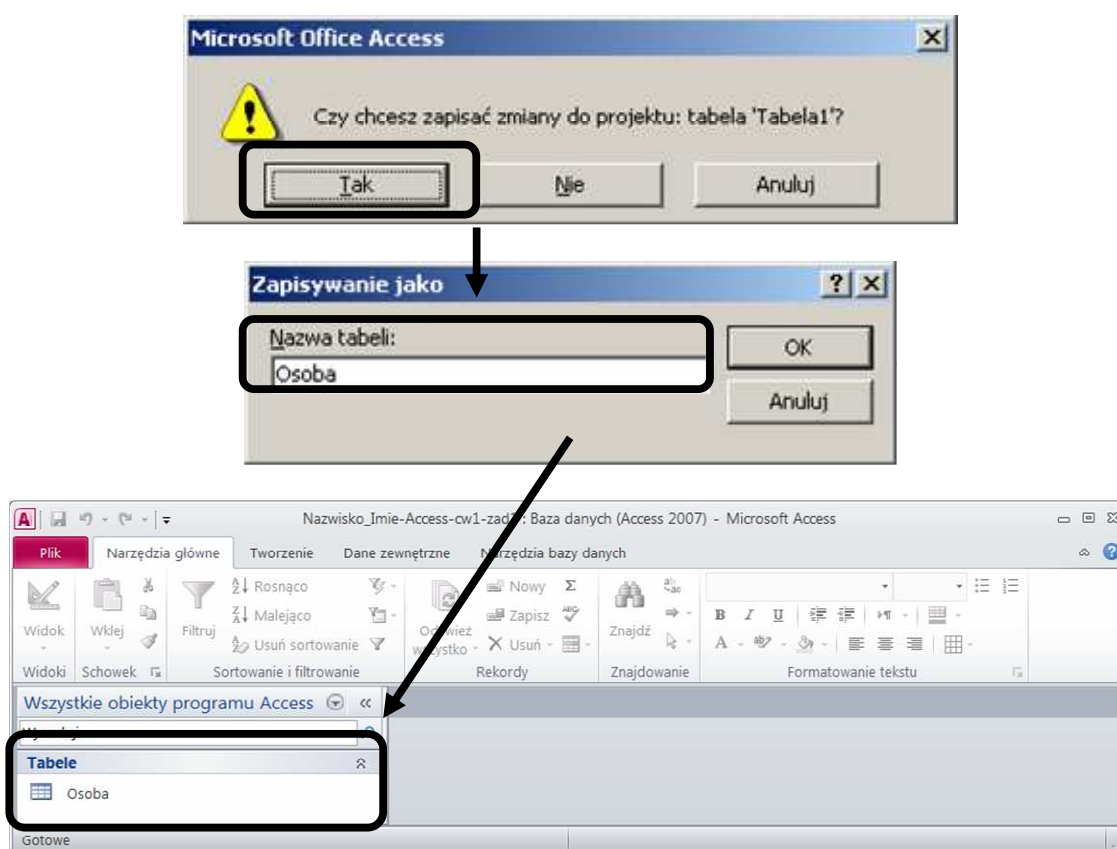 Microsoft Office Access
Czy chcesz zapisać zmiany do projektu: tabela 'Tabela1'?
Tak Nie Anuluj
Zapisywanie jako
Nazwa tabeli:
OK
Osoba
Anuluj
Nazwisko_Imie-Access-cw1-zad : Baza danych (Access 2007) - Microsoft Access
Plik Narzędzia główne Tworzenie Dane zewnętrzne Narzędzia bazy danych
Widok Wklej Filtruj
Rosnąco
Malejąco
Usuń sortowanie
Odśwież wszystko
Nowy
Zapisz
Usuń
Znajdź
B I U
A
Widoki Schowek Sortowanie i filtrowanie Rekordy Znajdowanie Formatowanie tekstu
Wszystkie obiekty programu Access
Tabele
Osoba
Gotowe